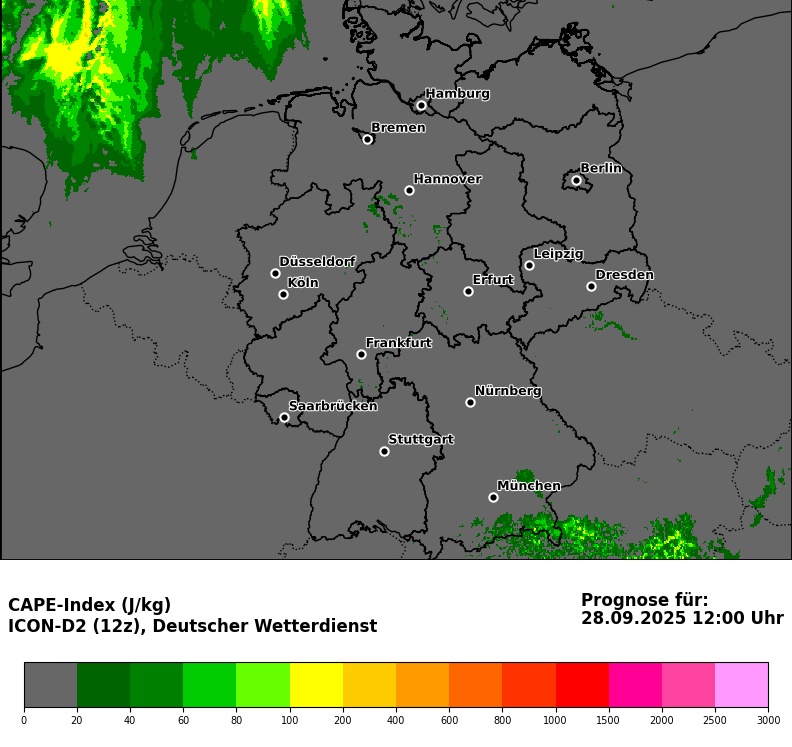 Hamburg
Bremen
Berlin
Hannover
Leipzig
Düsseldorf
Dresden
Erfurt
Köln
Frankfurt
Nürnberg
Saarbrücken
Stuttgart
München
CAPE-Index (J/kg)
ICON-D2 (12z), Deutscher Wetterdienst
Prognose für:
28.09.2025 12:00 Uhr
0 20 40 60 80 100 200 400 600 800 1000 1500 2000 2500 3000